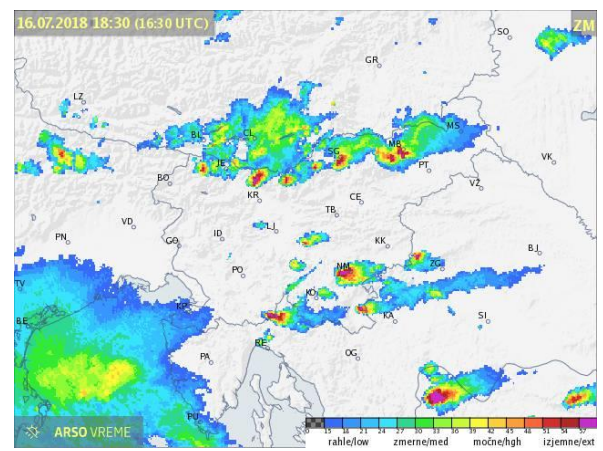 16.07.2018 18:30 (16:30 UTC)
ZM
SO
GR
LZ
MS
BL
CL
MB
SG
VK
JE
PT
BO
VŽ
KR
CE
TB
VD
LJ
PN
GO
ID
KK
BJ
PO
NM
ZG
TV
KO
KP
BE
KA
SI
RE
PA
OG
PU
ARSO VREME
0 15 18 21 24 27 30 33 36 39 42 45 48 51 54 57
rahle/low zmerne/med močne/hgh izjemne/ext